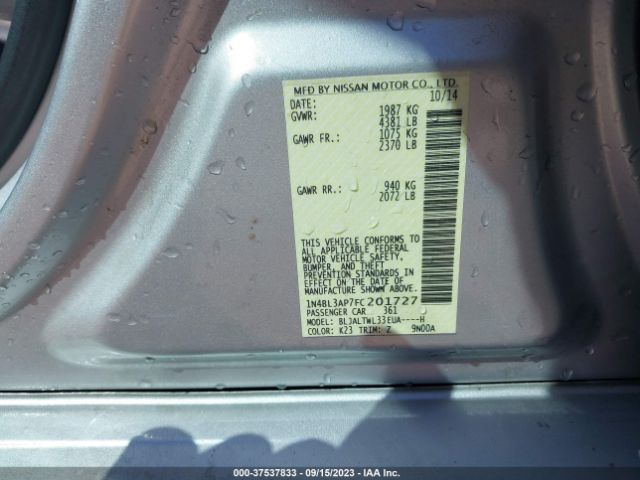 MFD BY NISSAN MOTOR CO., LTD.
DATE: 10/14
GVWR: 1987 KG
4381 LB
GAWR FR.: 1075 KG
2370 LB
GAWR RR.: 940 KG
2072 LB
THIS VEHICLE CONFORMS TO
ALL APPLICABLE FEDERAL
MOTOR VEHICLE SAFETY,
BUMPER, AND THEFT
PREVENTION STANDARDS IN
EFFECT ON THE DATE OF
MANUFACTURE SHOWN ABOVE.
1N4BL3AP7FC201727
PASSENGER CAR 361
MODEL: BLJALTWL33EUA----H
COLOR: K23 TRIM: Z 9N00A
000-37537833 - 09/15/2023 - IAA Inc.